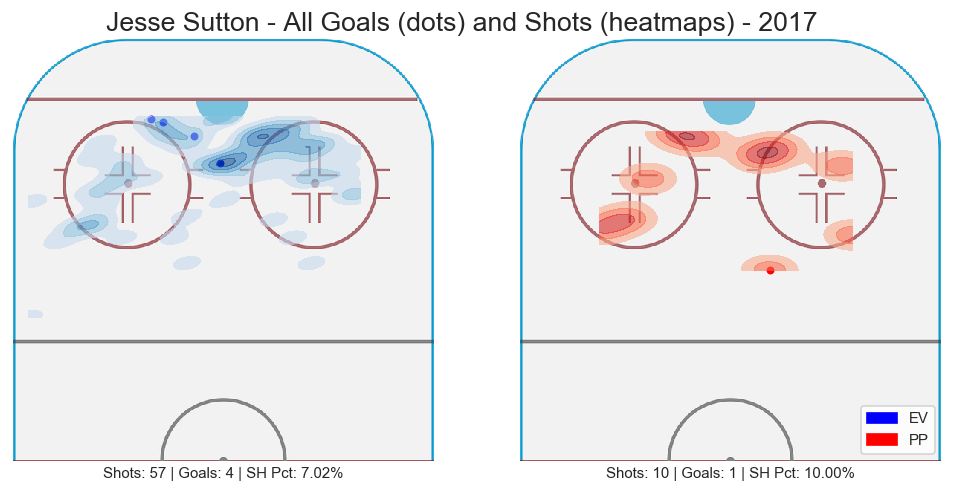 Jesse Sutton - All Goals (dots) and Shots (heatmaps) - 2017
EV
PP
Shots: 57 | Goals: 4 | SH Pct: 7.02%
Shots: 10 | Goals: 1 | SH Pct: 10.00%